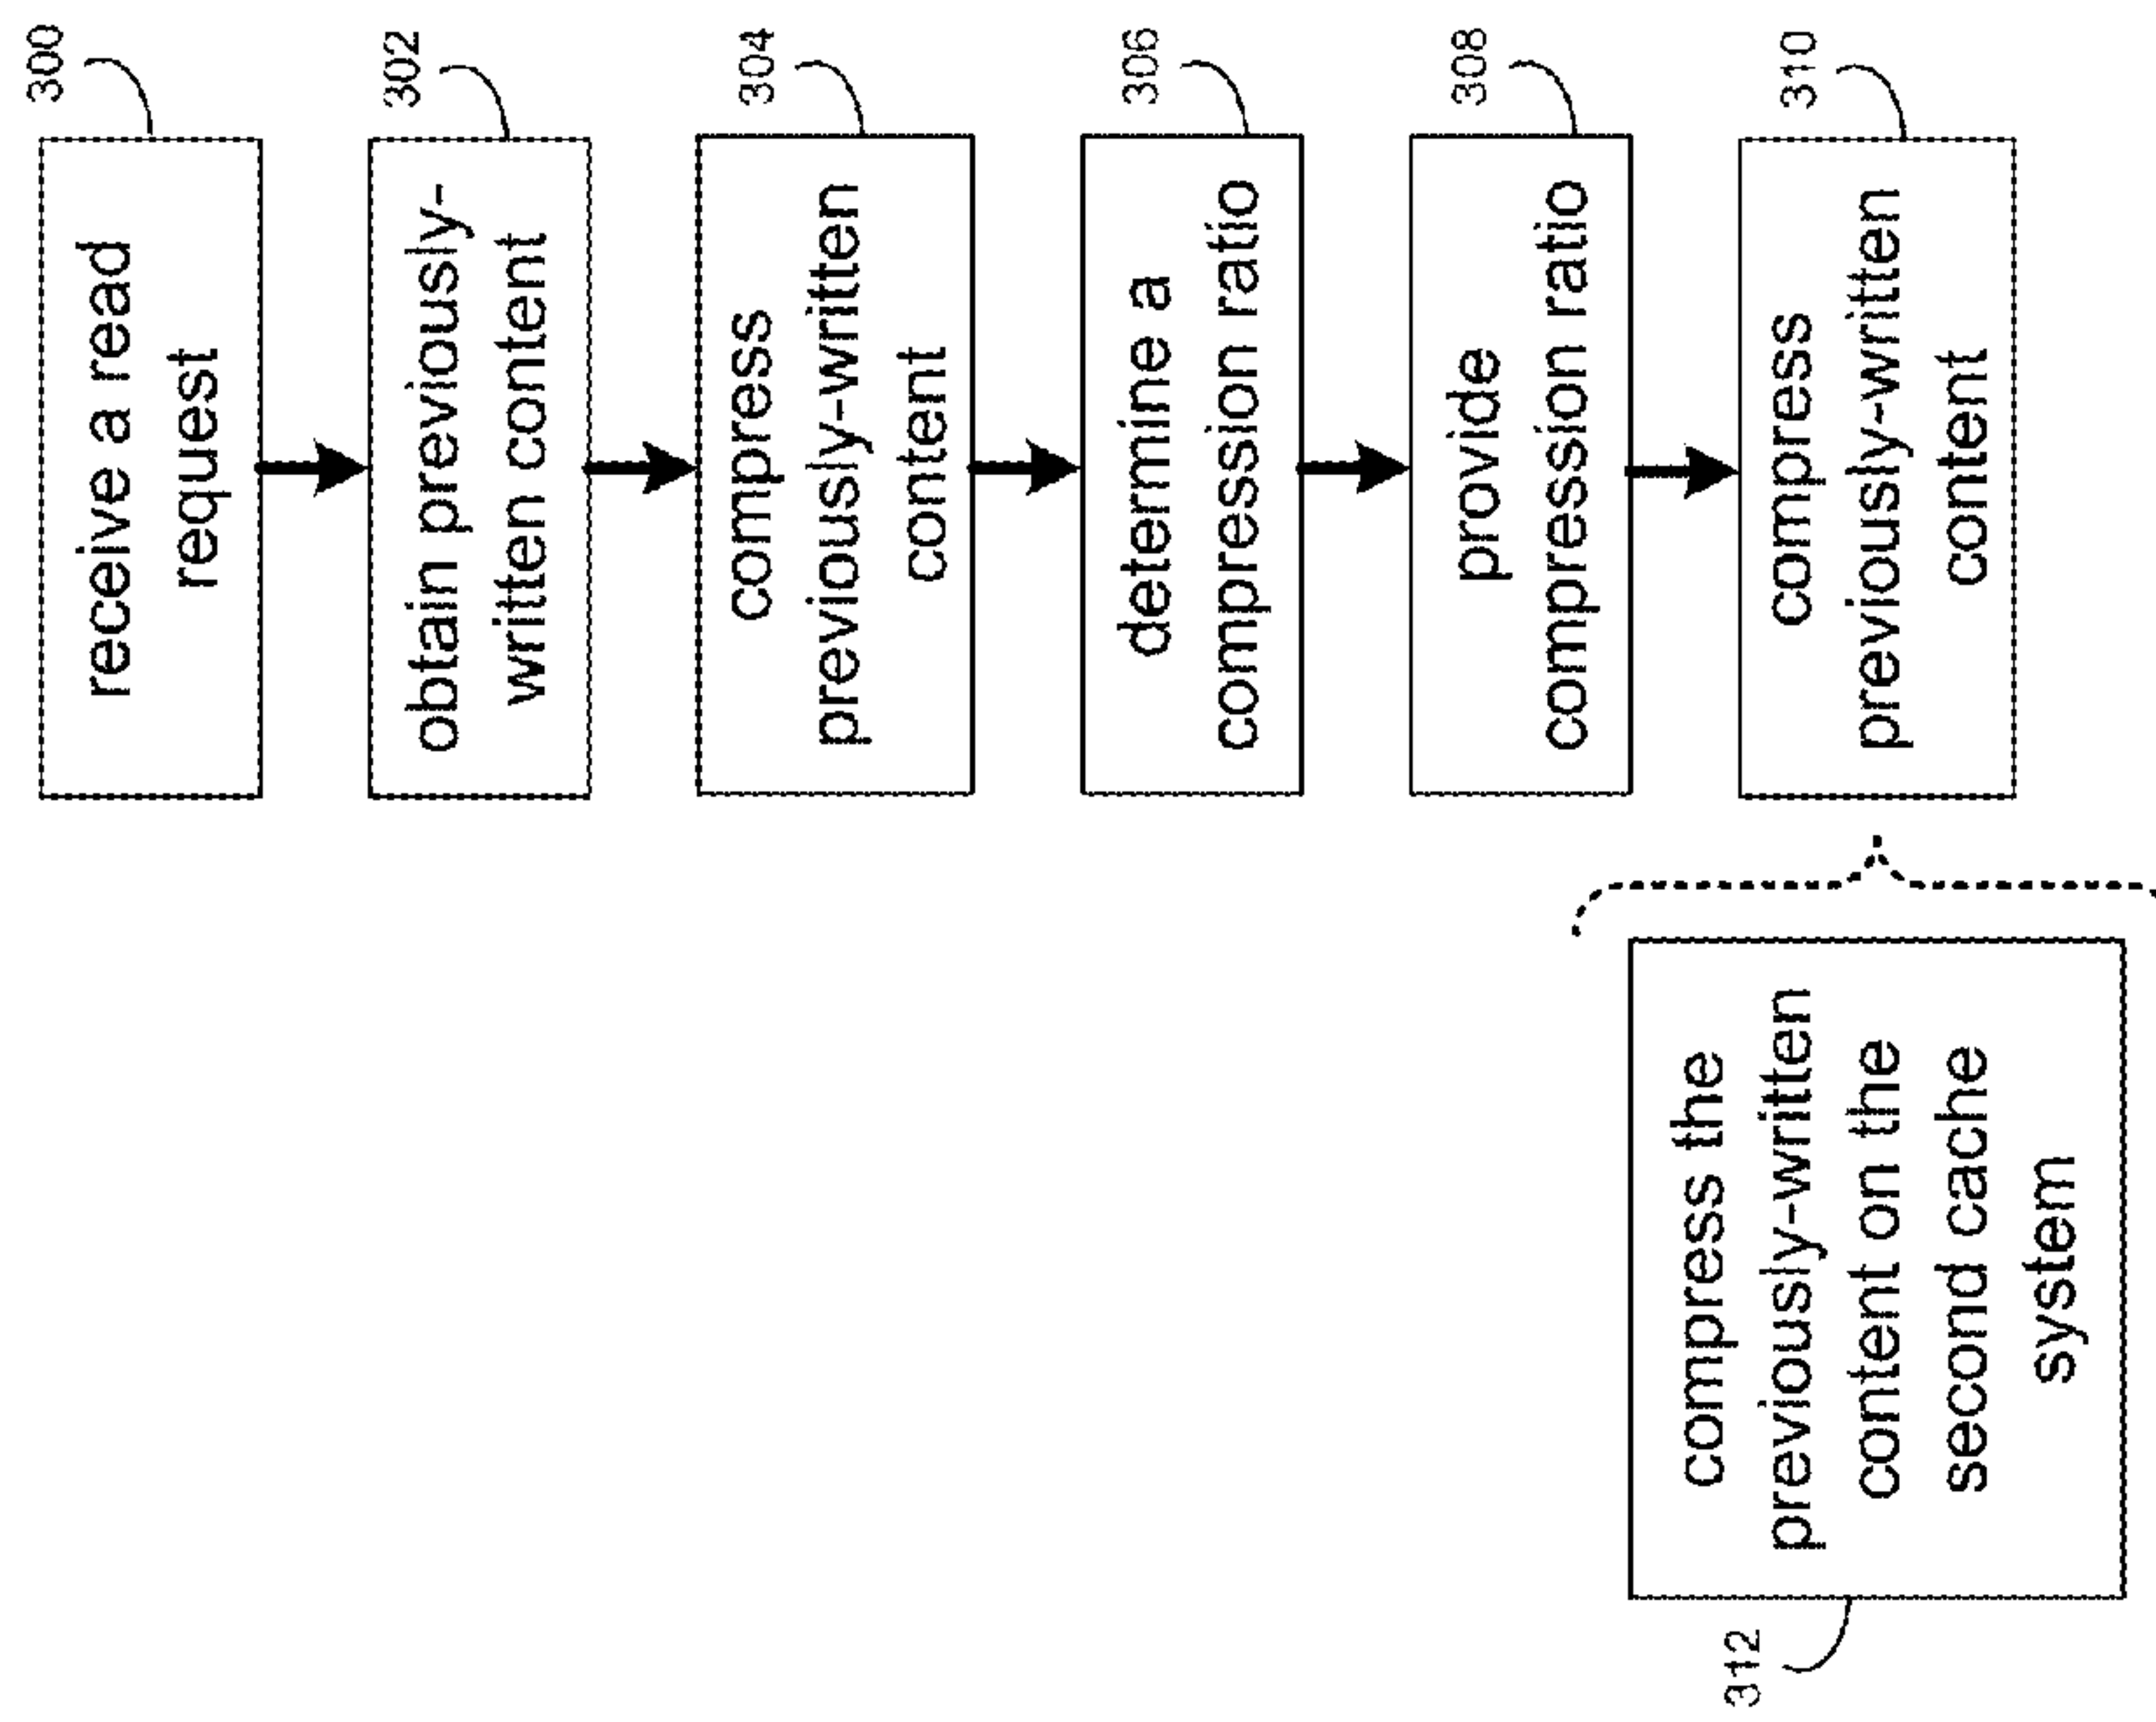 300
receive a read
request
302
obtain previously-
written content
304
compress
previously-written
content
306
determine a
compression ratio
308
provide
compression ratio
310
compress
previously-written
content
312
compress the
previously-written
content on the
second cache
system